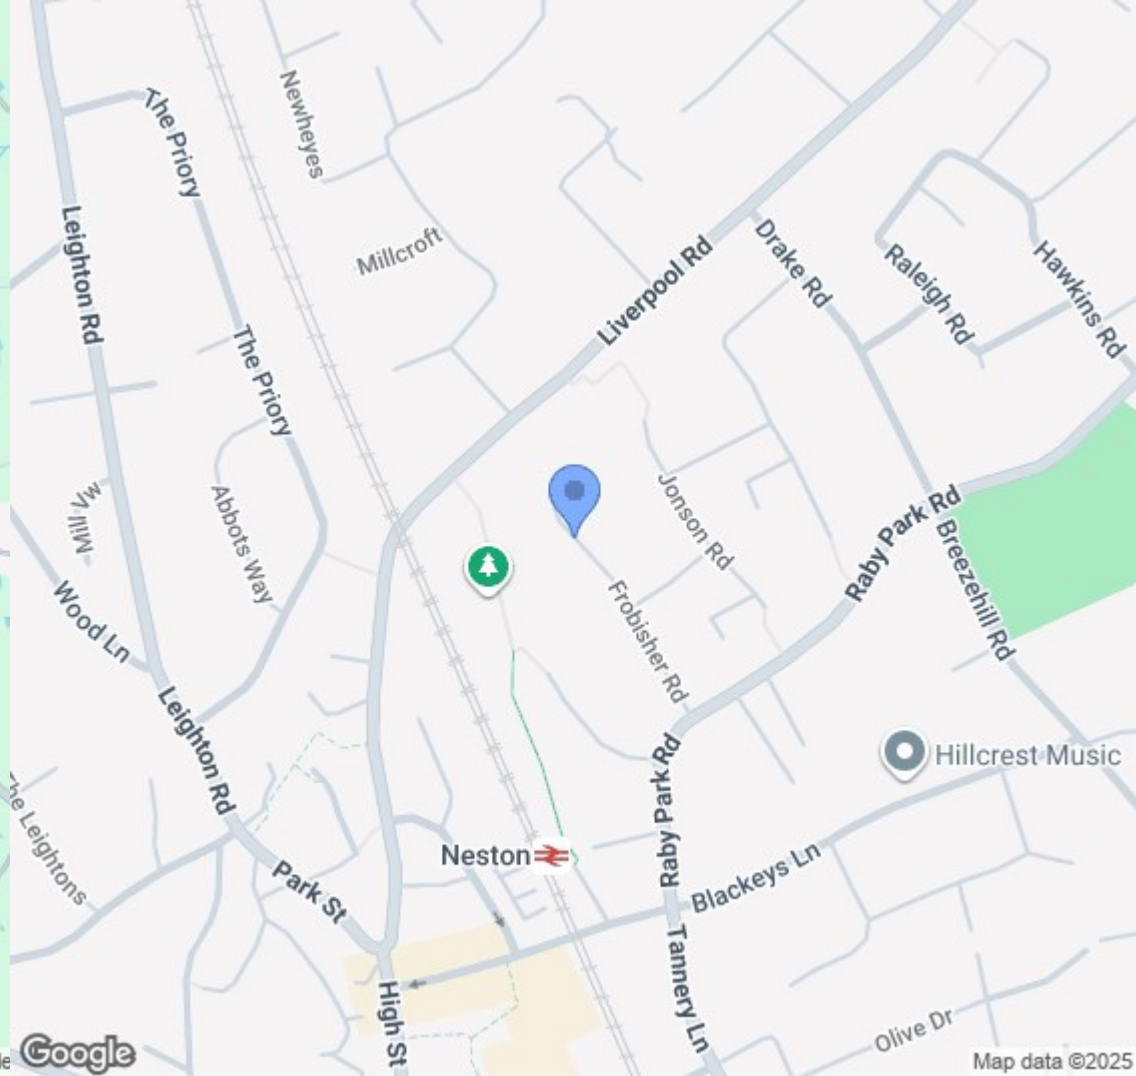 The Priory
Newheyes
Leighton Rd
Millcroft
Liverpool Rd
Drake Rd
Raleigh Rd
Hawkins Rd
The Priory
Mill
Abbots Way
Jonson Rd
Raby Park Rd
Breezehill Rd
Wood Ln
Frobisher Rd
Leighton Rd
Raby Park Rd
Hillcrest Music
The Leightons
Neston
Blackeys Ln
Park St
Tannery Ln
High St
Olive Dr
Google
Map data ©2025